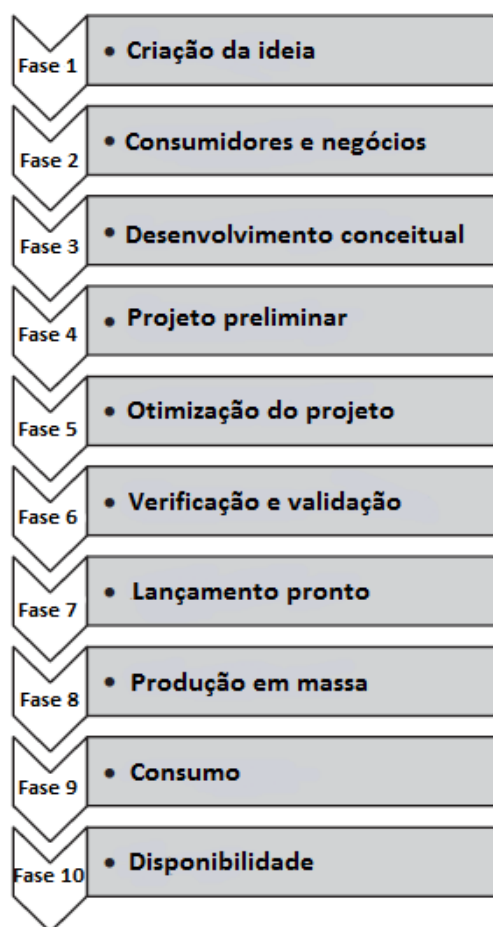 Fase 1
• Criação da ideia
Fase 2
• Consumidores e negócios
Fase 3
• Desenvolvimento conceitual
Fase 4
• Projeto preliminar
Fase 5
• Otimização do projeto
Fase 6
• Verificação e validação
Fase 7
• Lançamento pronto
Fase 8
• Produção em massa
Fase 9
• Consumo
Fase 10
• Disponibilidade